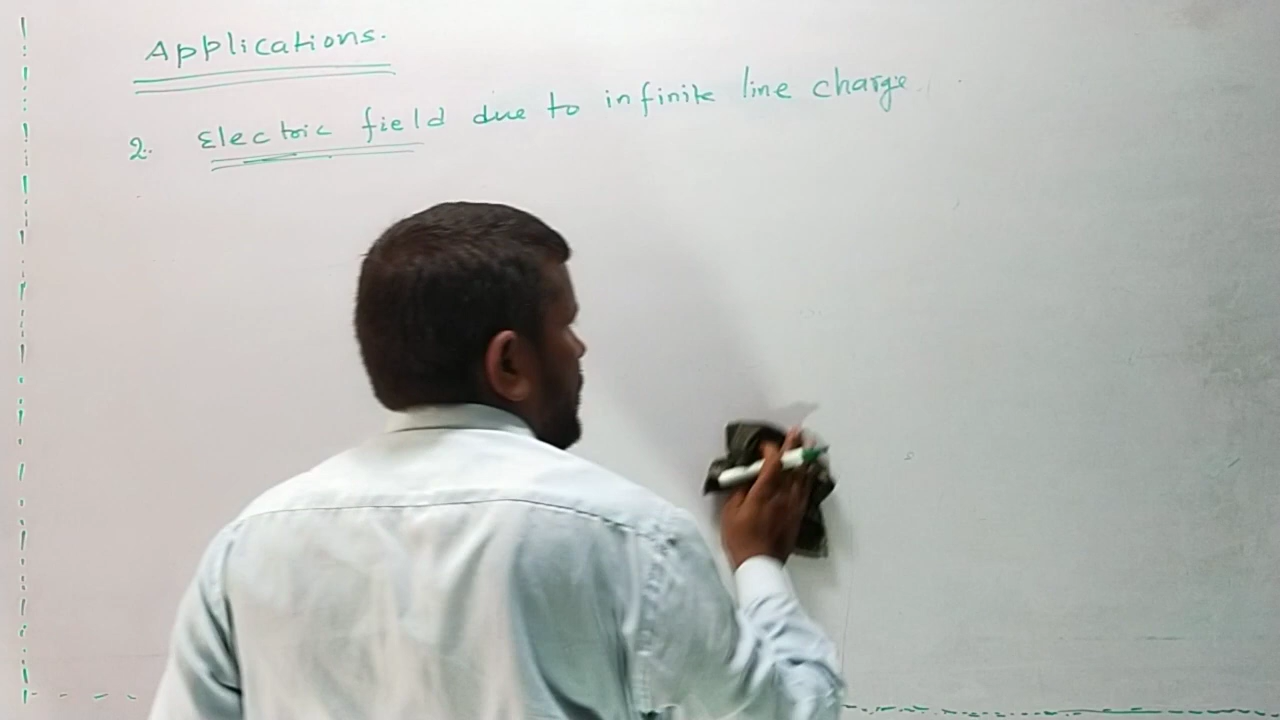 Applications.
2. Electric field due to infinite line charge